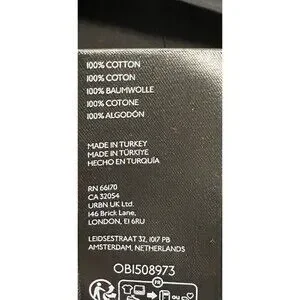 100% COTTON
100% COTON
100% BAUMWOLLE
100% COTONE
100% ALGODÓN
MADE IN TURKEY
MADE IN TÜRKIYE
HECHO EN TURQUÍA
RN 66170
CA 32054
URBN UK Ltd.
146 Brick Lane,
LONDON, E1 6RU
LEIDSESTRAAT 32, 1017 PB
AMSTERDAM, NETHERLANDS
OB1508973
FR